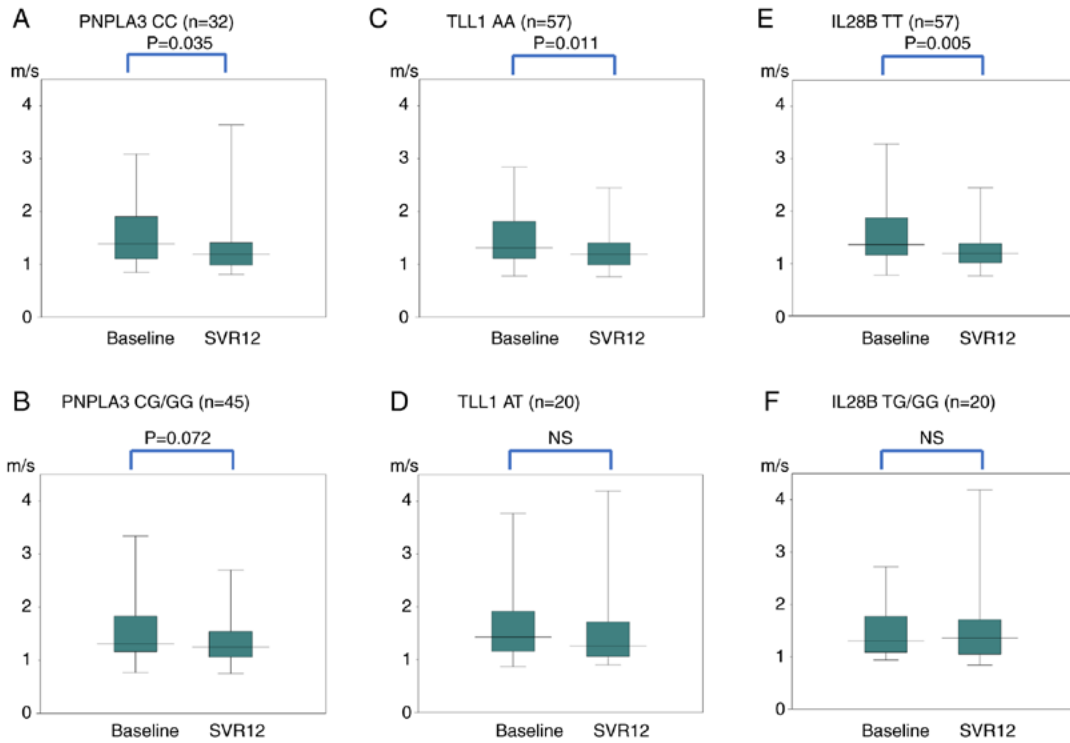 A PNPLA3 CC (n=32)
P=0.035
m/s
4
3
2
1
0
Baseline SVR12
C TLL1 AA (n=57)
P=0.011
m/s
4
3
2
1
0
Baseline SVR12
E IL28B TT (n=57)
P=0.005
m/s
4
3
2
1
0
Baseline SVR12
B PNPLA3 CG/GG (n=45)
P=0.072
m/s
4
3
2
1
0
Baseline SVR12
D TLL1 AT (n=20)
NS
m/s
4
3
2
1
0
Baseline SVR12
F IL28B TG/GG (n=20)
NS
m/s
4
3
2
1
0
Baseline SVR12